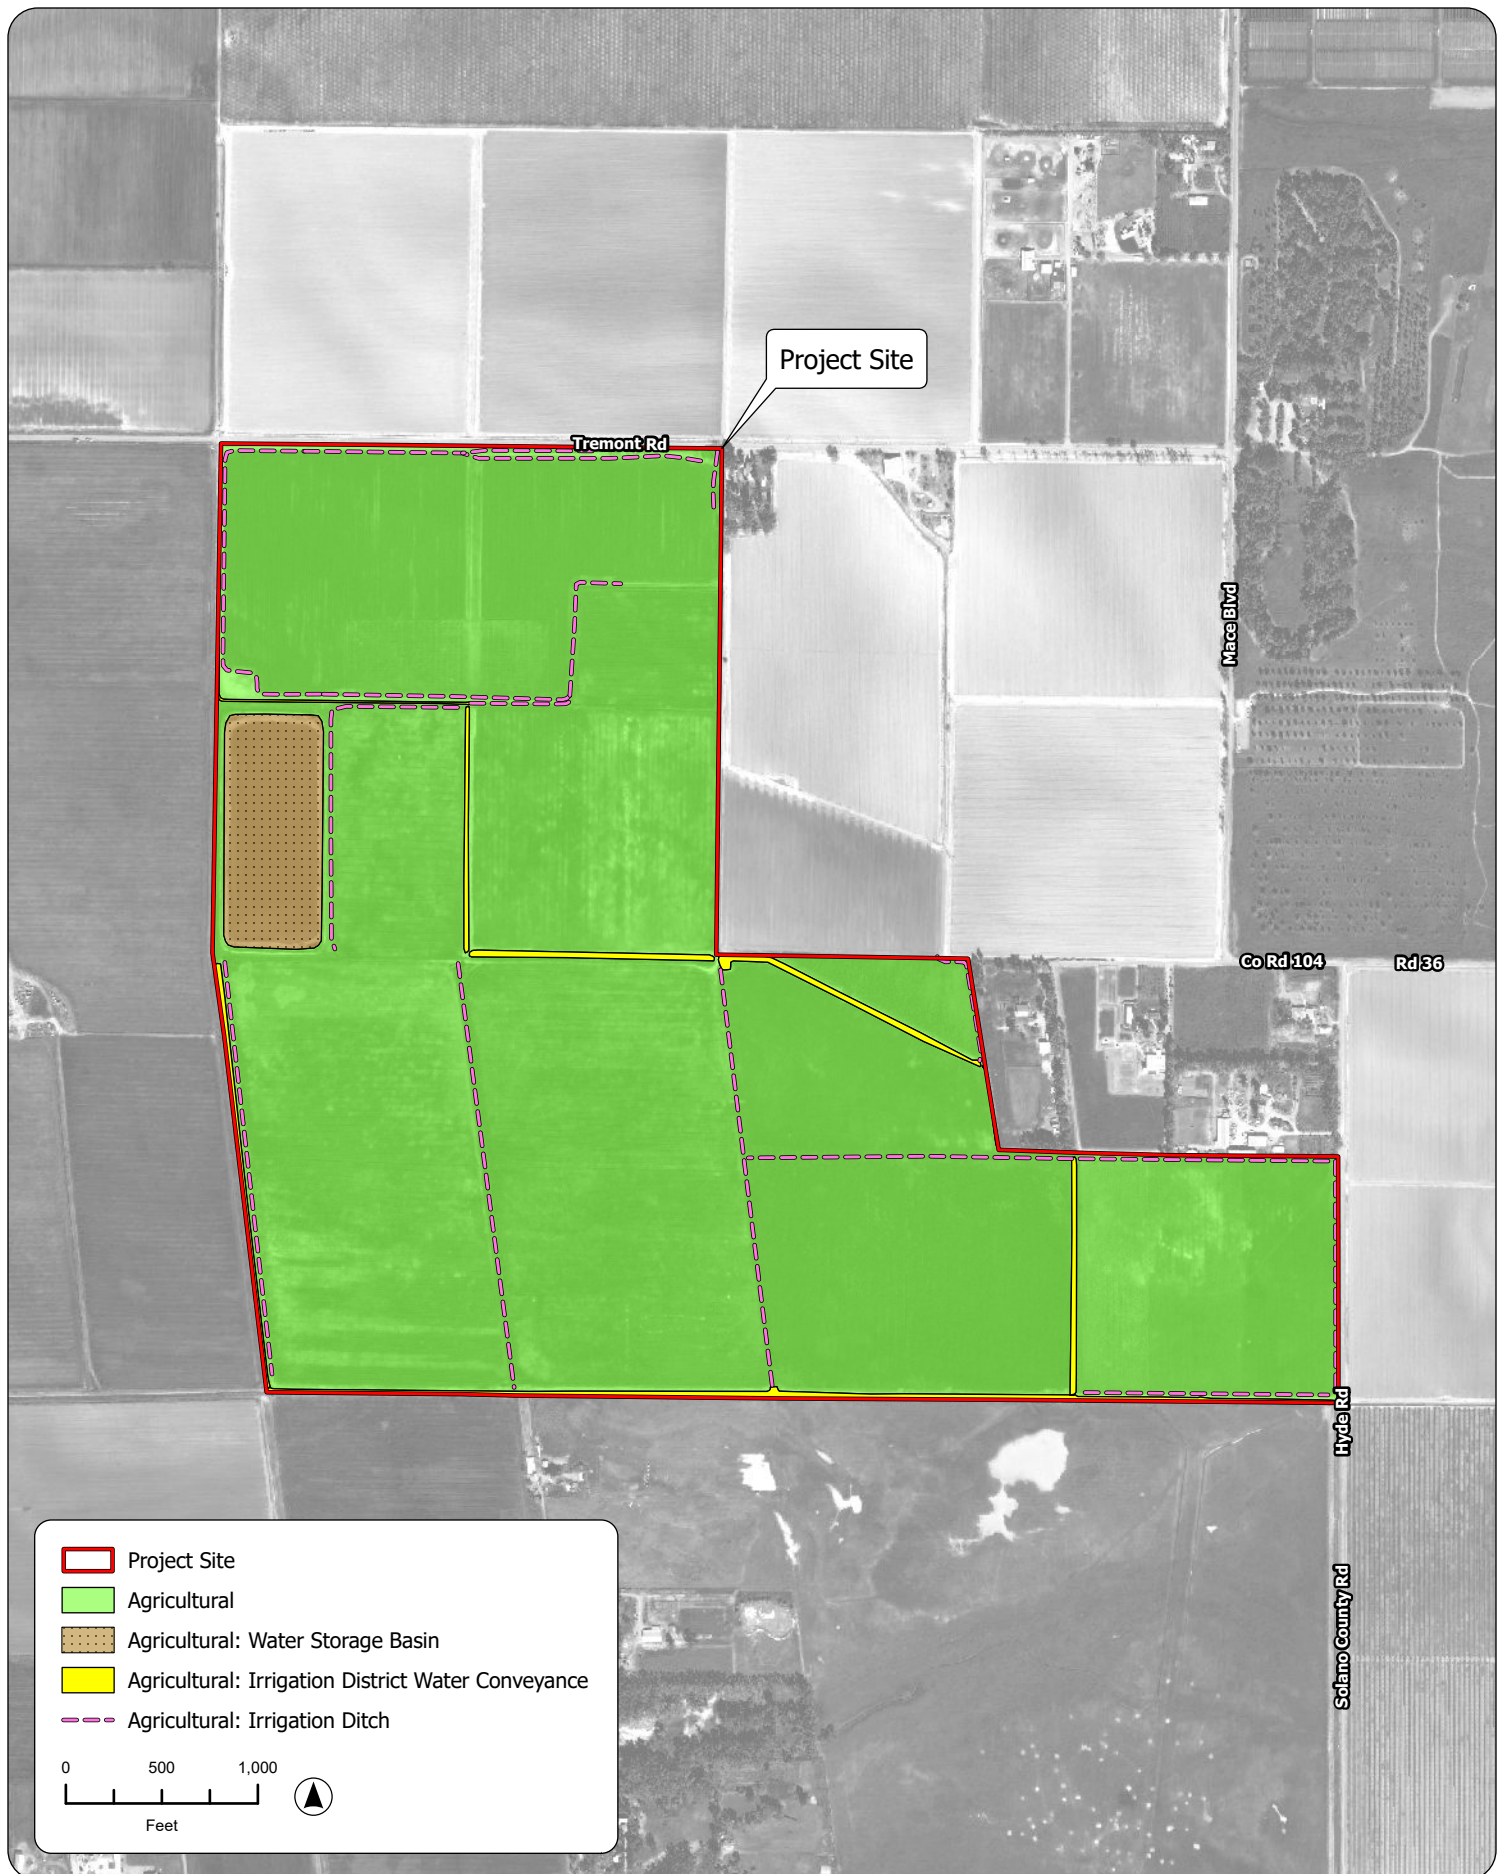 Project Site
Tremont Rd
Mace Blvd
Co Rd 104
Rd 36
Hyde Rd
Solano County Rd
Project Site
Agricultural
Agricultural: Water Storage Basin
Agricultural: Irrigation District Water Conveyance
Agricultural: Irrigation Ditch
0 500 1,000
Feet